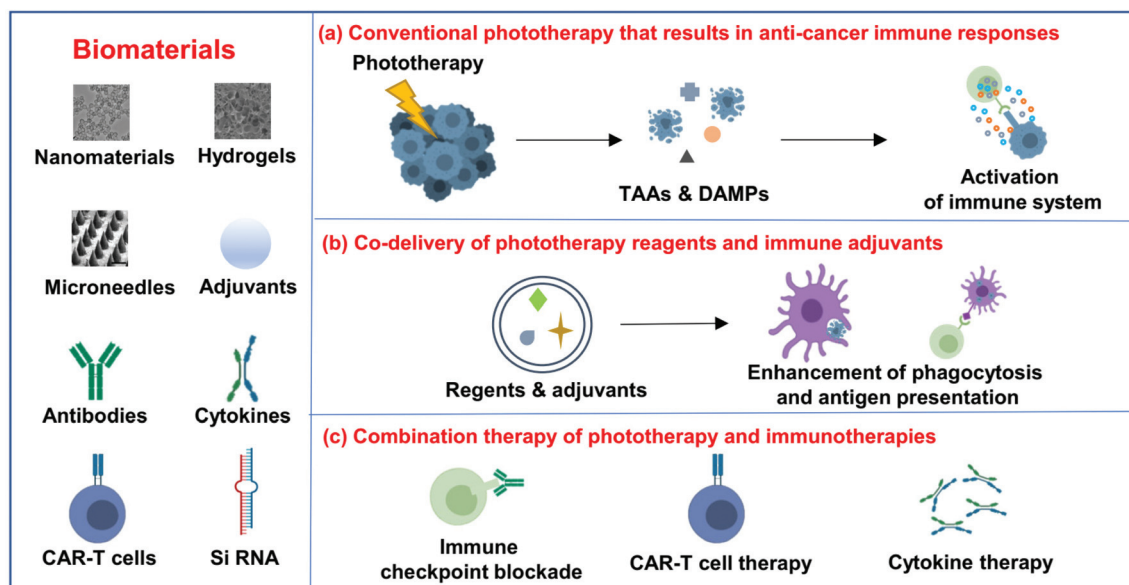 Biomaterials
Nanomaterials
Hydrogels
Microneedles
Adjuvants
Antibodies
Cytokines
CAR-T cells
Si RNA
(a) Conventional phototherapy that results in anti-cancer immune responses
Phototherapy
TAAs & DAMPs
Activation
of immune system
(b) Co-delivery of phototherapy reagents and immune adjuvants
Regents & adjuvants
Enhancement of phagocytosis
and antigen presentation
(c) Combination therapy of phototherapy and immunotherapies
Immune
checkpoint blockade
CAR-T cell therapy
Cytokine therapy